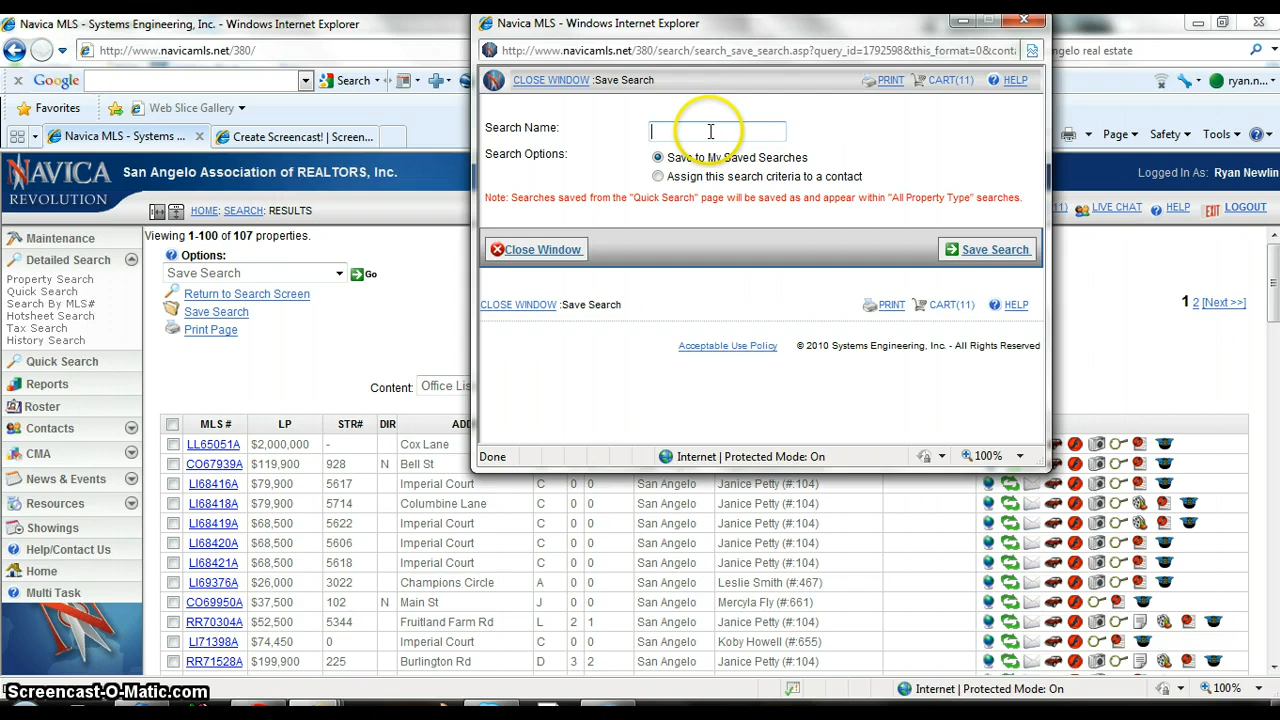 Navica MLS - Systems Engineering, Inc. - Windows Internet Explorer
http://www.navicamls.net/380/
Google
Search
Favorites
Web Slice Gallery
Navica MLS - Systems ...
Create Screencast! | Screen...
angelo real estate
ryan.n...
Page
Safety
Tools
Navica MLS - Windows Internet Explorer
http://www.navicamls.net/380/search/search_save_search.asp?query_id=1792598&this_format=0&conta
CLOSE WINDOW :Save Search
PRINT
CART(11)
HELP
Search Name:
Search Options:
Save to My Saved Searches
Assign this search criteria to a contact
Note: Searches saved from the "Quick Search" page will be saved as and appear within "All Property Type" searches.
Close Window
Save Search
CLOSE WINDOW :Save Search
PRINT
CART(11)
HELP
Acceptable Use Policy
© 2010 Systems Engineering, Inc. - All Rights Reserved
Done
Internet | Protected Mode: On
100%
NAVICA
REVOLUTION
San Angelo Association of REALTORS, Inc.
Logged In As: Ryan Newlin
HOME: SEARCH: RESULTS
LIVE CHAT
HELP
EXIT
LOGOUT
Maintenance
Detailed Search
Property Search
Quick Search
Search By MLS#
Hotsheet Search
Tax Search
History Search
Quick Search
Reports
Roster
Contacts
CMA
News & Events
Resources
Showings
Help/Contact Us
Home
Multi Task
Viewing 1-100 of 107 properties.
Options:
Save Search
Go
Return to Search Screen
Save Search
Print Page
1 2 [Next >>]
Content: Office Lis
MLS # LP STR# DIR ADD
LL65051A $2,000,000 - Cox Lane
CO67939A $119,900 928 N Bell St
LI68416A $79,900 5617 Imperial Court C 0 0 San Angelo Janice Petty (#:104)
LI68418A $79,900 5714 Columbine Lane C 0 0 San Angelo Janice Petty (#:104)
LI68419A $68,500 5622 Imperial Court C 0 0 San Angelo Janice Petty (#:104)
LI68420A $68,500 5606 Imperial Court C 0 0 San Angelo Janice Petty (#:104)
LI68421A $68,500 5618 Imperial Court C 0 0 San Angelo Janice Petty (#:104)
LI69376A $26,000 3022 Champions Circle A 0 0 San Angelo Leslie Smith (#:467)
CO69950A $37,500 102 N Main St J 0 0 San Angelo Mercyla Fly (#:661)
RR70304A $52,500 5344 Fruitland Farm Rd L 2 1 San Angelo Janice Petty (#:104)
LI71398A $74,450 0 Imperial Court C 0 0 San Angelo Koby Howell (#:655)
RR71528A $199,900 225 Burlington Rd D 3 2 San Angelo Janice Petty (#:104)
Internet | Protected Mode: On
100%
Screencast-O-Matic.com